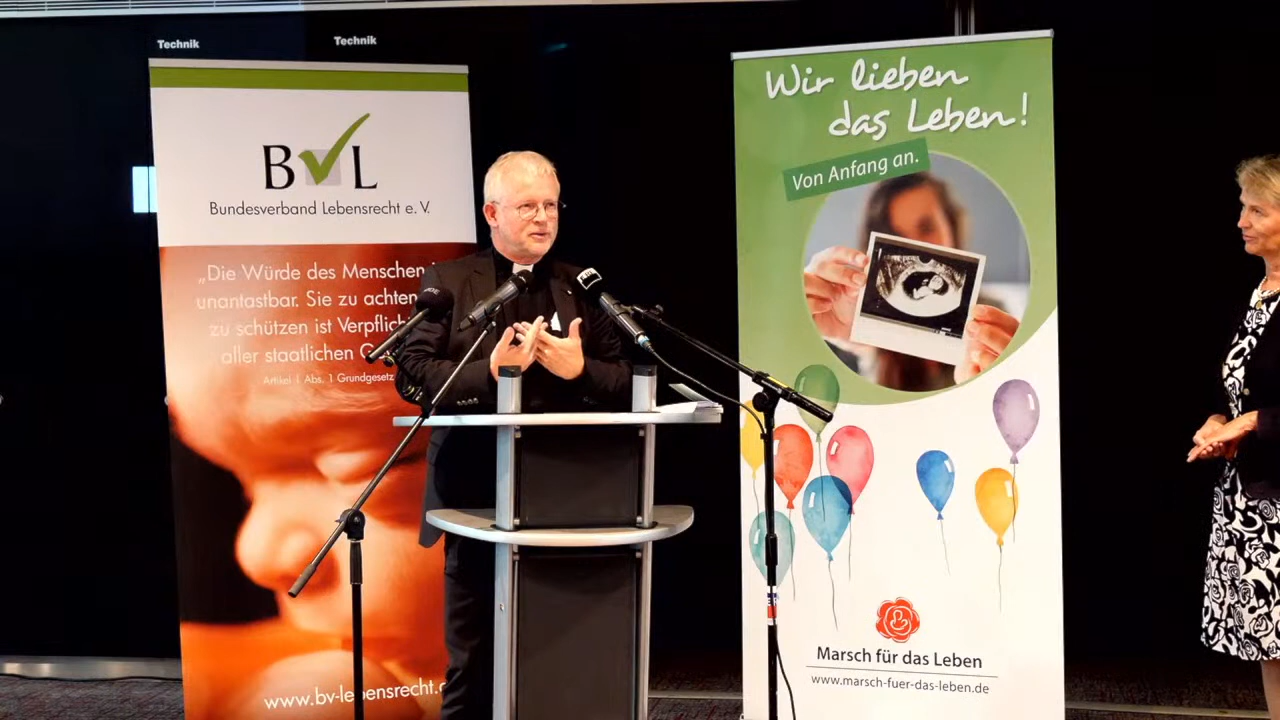 Technik
Technik
BVL
Bundesverband Lebensrecht e. V.
„Die Würde des Menschen
unantastbar. Sie zu achten
zu schützen ist
aller staatlichen
Artikel 1 Abs. 1 Grundgesetz
www.bv-lebensrecht.
Wir lieben
das Leben!
Von Anfang an.
Marsch für das Leben
www.marsch-fuer-das-leben.de